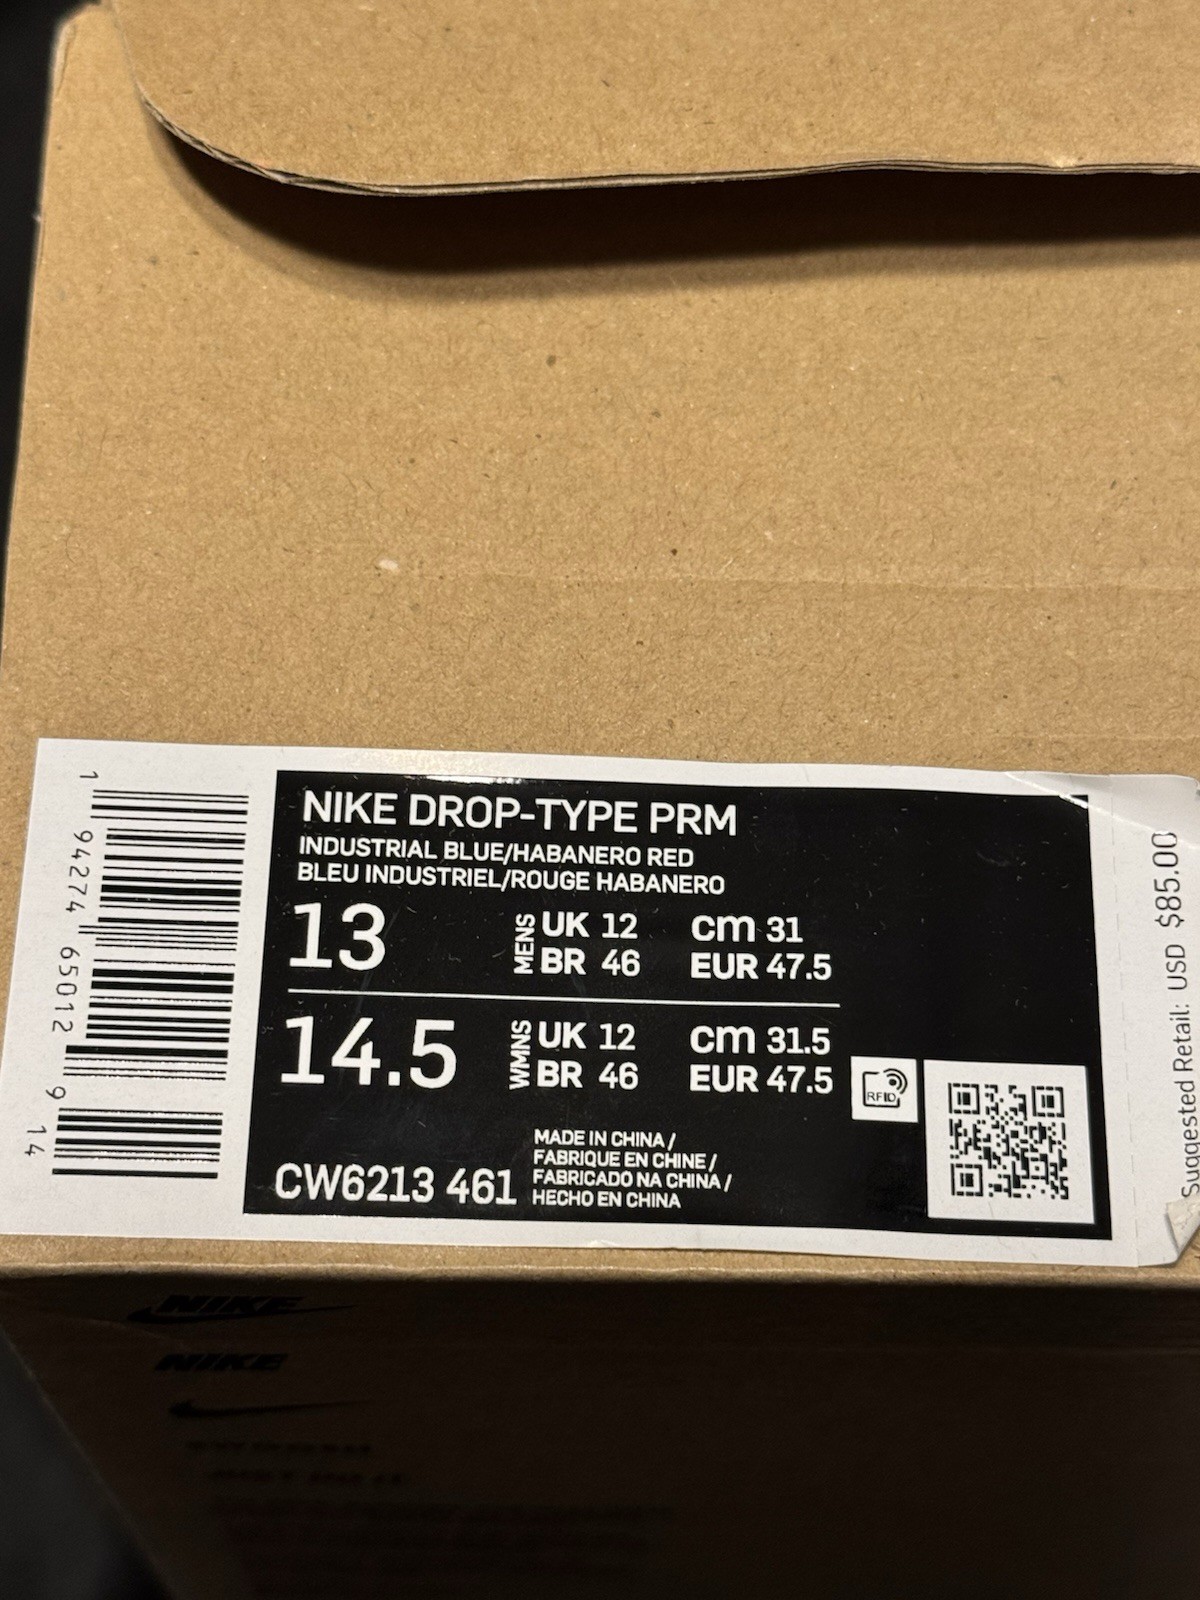 NIKE DROP-TYPE PRM
INDUSTRIAL BLUE/HABANERO RED
BLEU INDUSTRIEL/ROUGE HABANERO
13 MENS UK 12 cm 31
BR 46 EUR 47.5
14.5 WMNS UK 12 cm 31.5
BR 46 EUR 47.5
RFID
CW6213 461
MADE IN CHINA /
FABRIQUE EN CHINE /
FABRICADO NA CHINA /
HECHO EN CHINA
1 94274 65012 9 14
Suggested Retail: USD $85.00
NIKE
NIKE